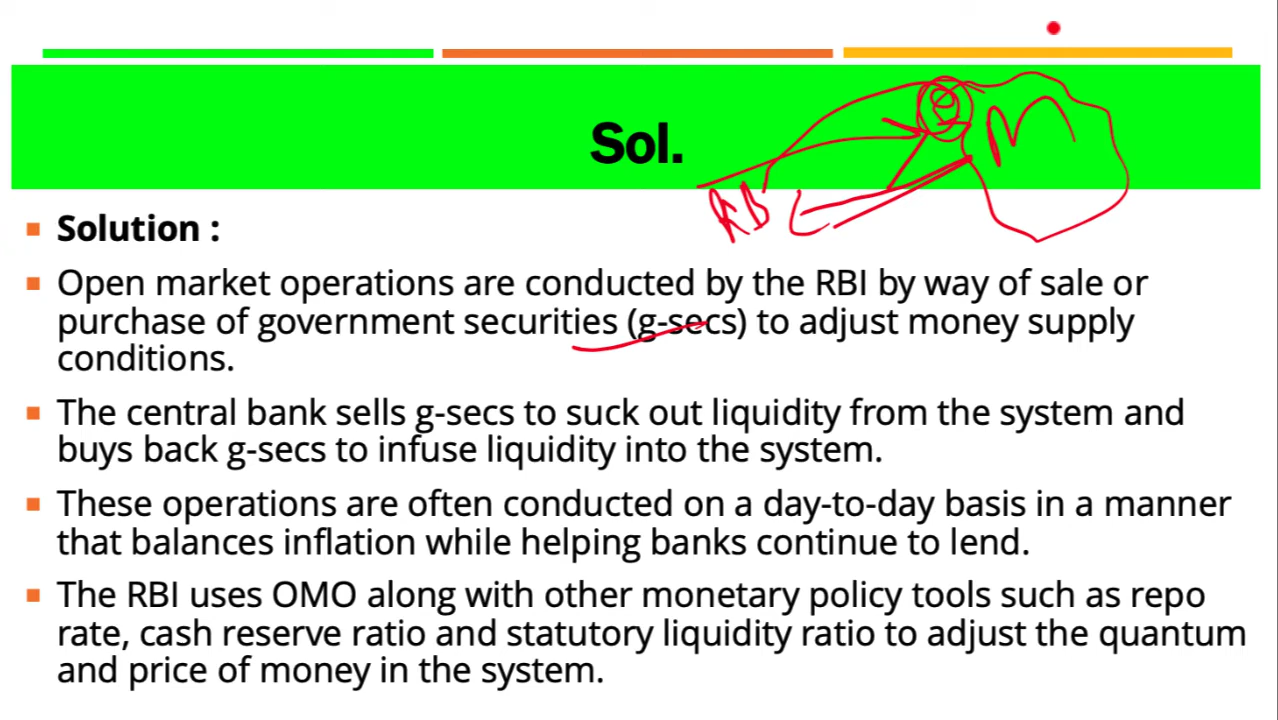 Sol.
RB
M
Solution :
Open market operations are conducted by the RBI by way of sale or
purchase of government securities (g-secs) to adjust money supply
conditions.
The central bank sells g-secs to suck out liquidity from the system and
buys back g-secs to infuse liquidity into the system.
These operations are often conducted on a day-to-day basis in a manner
that balances inflation while helping banks continue to lend.
The RBI uses OMO along with other monetary policy tools such as repo
rate, cash reserve ratio and statutory liquidity ratio to adjust the quantum
and price of money in the system.